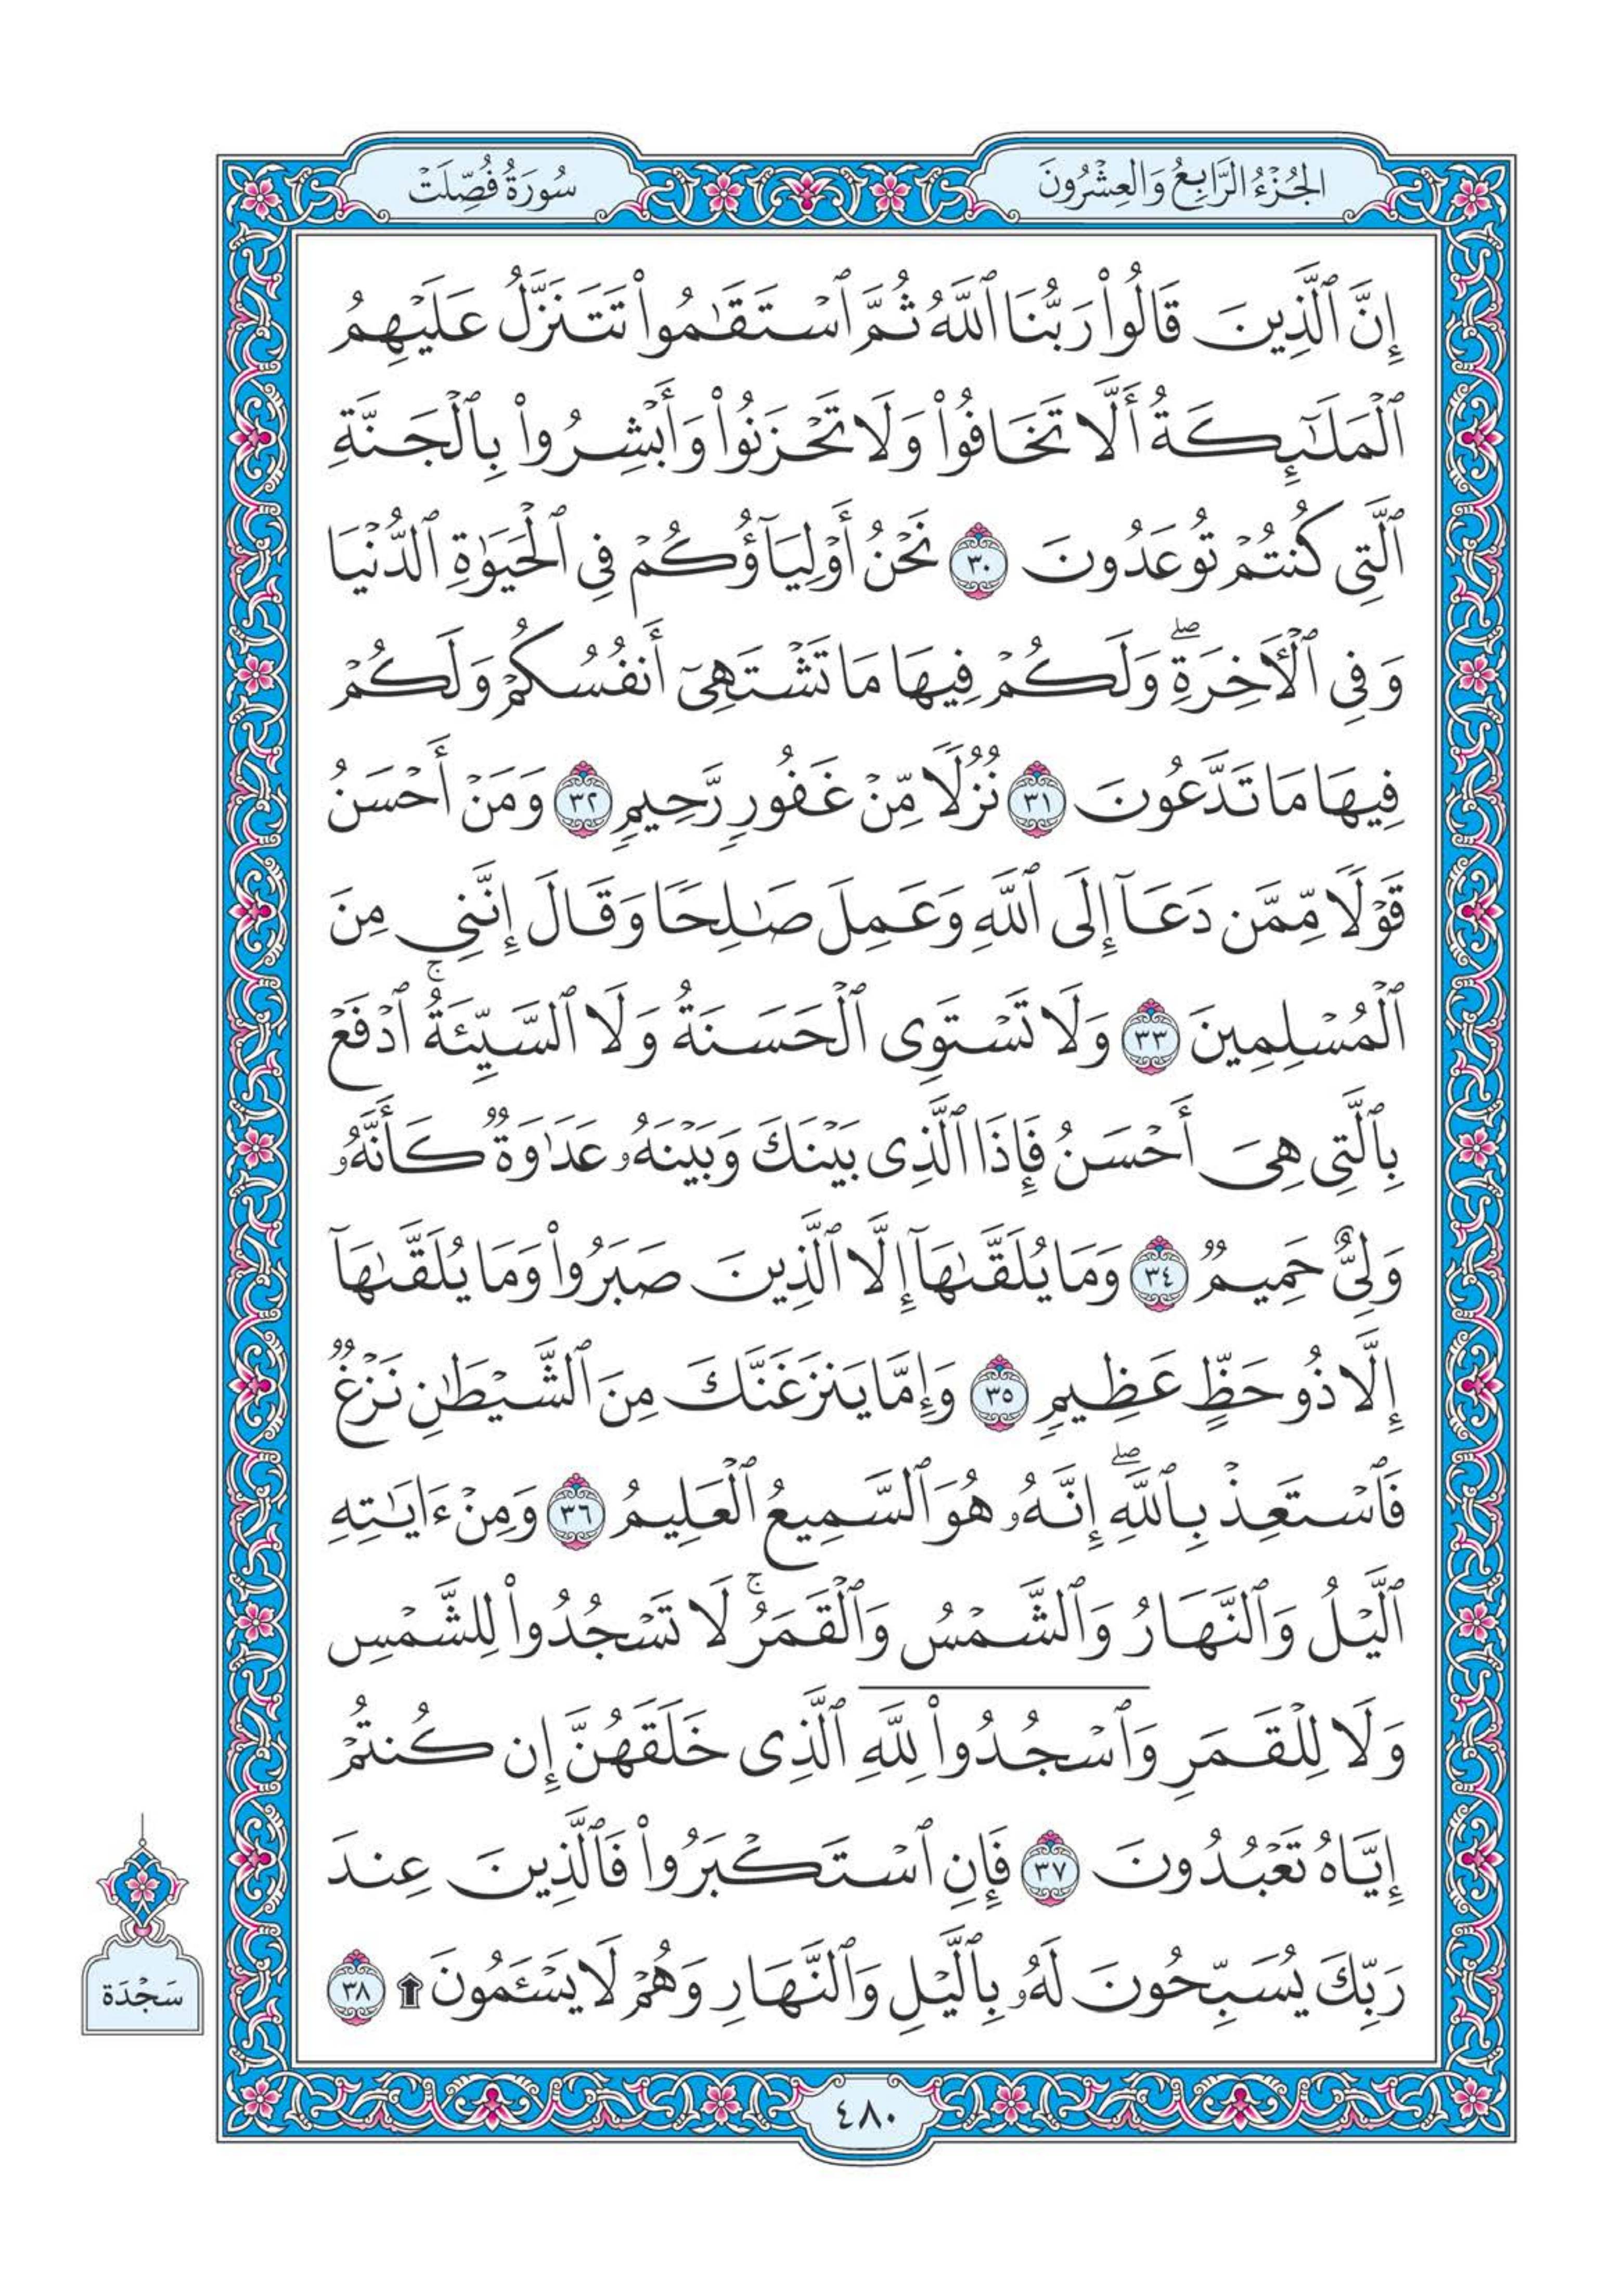 الجُزْءُ الرَّابِعُ وَالعِشْرُونَ
سُورَةُ فُصِّلَتْ
إِنَّ ٱلَّذِينَ قَالُوا۟ رَبُّنَا ٱللَّهُ ثُمَّ ٱسْتَقَـٰمُوا۟ تَتَنَزَّلُ عَلَيْهِمُ
ٱلْمَلَـٰٓئِكَةُ أَلَّا تَخَافُوا۟ وَلَا تَحْزَنُوا۟ وَأَبْشِرُوا۟ بِٱلْجَنَّةِ
ٱلَّتِى كُنتُمْ تُوعَدُونَ ٣٠ نَحْنُ أَوْلِيَآؤُكُمْ فِى ٱلْحَيَوٰةِ ٱلدُّنْيَا
وَفِى ٱلْـَٔاخِرَةِ ۖ وَلَكُمْ فِيهَا مَا تَشْتَهِىٓ أَنفُسُكُمْ وَلَكُمْ
فِيهَا مَا تَدَّعُونَ ٣١ نُزُلًا مِّنْ غَفُورٍ رَّحِيمٍ ٣٢ وَمَنْ أَحْسَنُ
قَوْلًا مِّمَّن دَعَآ إِلَى ٱللَّهِ وَعَمِلَ صَـٰلِحًا وَقَالَ إِنَّنِى مِنَ
ٱلْمُسْلِمِينَ ٣٣ وَلَا تَسْتَوِى ٱلْحَسَنَةُ وَلَا ٱلسَّيِّئَةُ ۚ ٱدْفَعْ
بِٱلَّتِى هِىَ أَحْسَنُ فَإِذَا ٱلَّذِى بَيْنَكَ وَبَيْنَهُۥ عَدَٰوَةٌ كَأَنَّهُۥ
وَلِىٌّ حَمِيمٌ ٣٤ وَمَا يُلَقَّىٰهَآ إِلَّا ٱلَّذِينَ صَبَرُوا۟ وَمَا يُلَقَّىٰهَآ
إِلَّا ذُو حَظٍّ عَظِيمٍ ٣٥ وَإِمَّا يَنزَغَنَّكَ مِنَ ٱلشَّيْطَـٰنِ نَزْغٌ
فَٱسْتَعِذْ بِٱللَّهِ ۖ إِنَّهُۥ هُوَ ٱلسَّمِيعُ ٱلْعَلِيمُ ٣٦ وَمِنْ ءَايَـٰتِهِ
ٱلَّيْلُ وَٱلنَّهَارُ وَٱلشَّمْسُ وَٱلْقَمَرُ ۚ لَا تَسْجُدُوا۟ لِلشَّمْسِ
وَلَا لِلْقَمَرِ وَٱسْجُدُوا۟ لِلَّهِ ٱلَّذِى خَلَقَهُنَّ إِن كُنتُمْ
إِيَّاهُ تَعْبُدُونَ ٣٧ فَإِنِ ٱسْتَكْبَرُوا۟ فَٱلَّذِينَ عِندَ
رَبِّكَ يُسَبِّحُونَ لَهُۥ بِٱلَّيْلِ وَٱلنَّهَارِ وَهُمْ لَا يَسْـَٔمُونَ ۩ ٣٨
سَجْدَة
٤٨٠